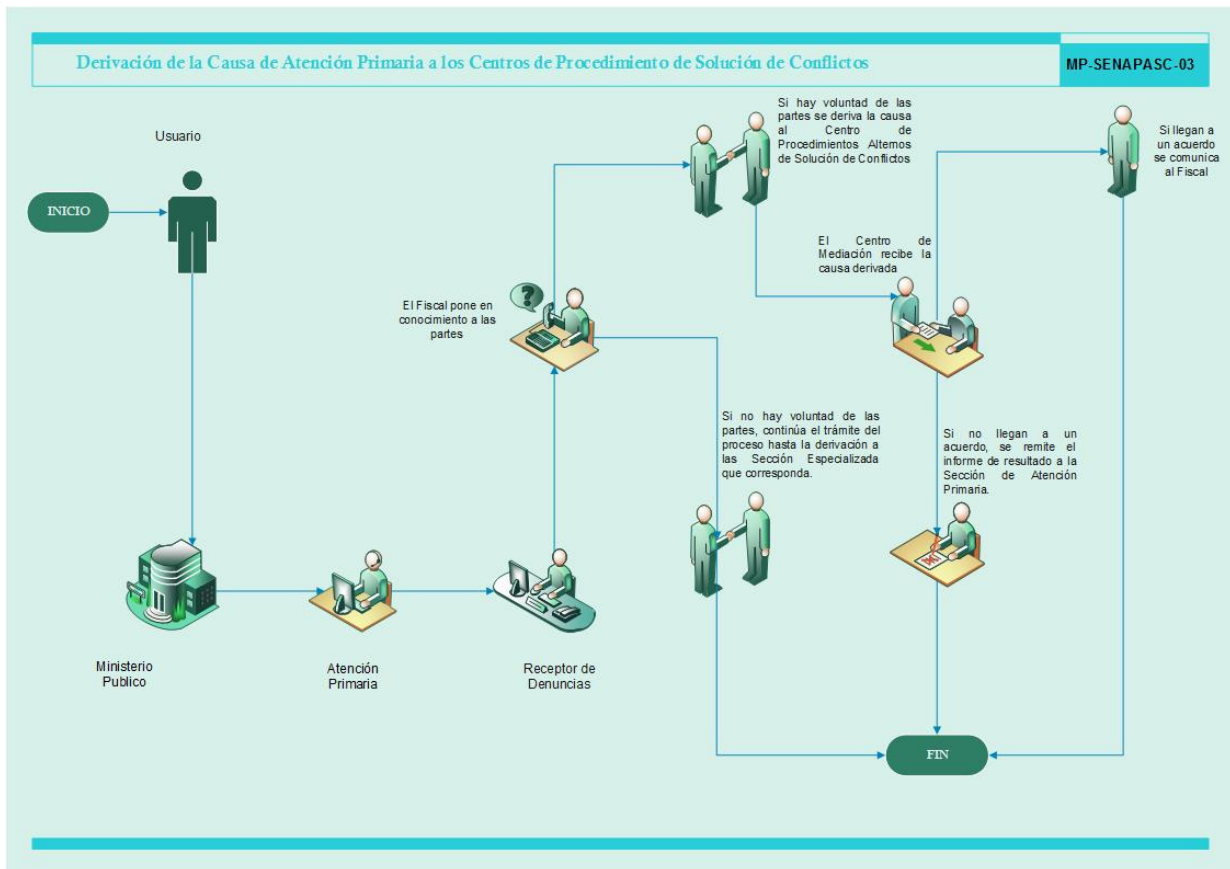 Derivación de la Causa de Atención Primaria a los Centros de Procedimiento de Solución de Conflictos
MP-SENAPASC-03
Usuario
INICIO
Si hay voluntad de las
partes se deriva la causa
al Centro de
Procedimientos Alternos
de Solución de Conflictos
Si llegan a
un acuerdo
se comunica
al Fiscal
El Centro de
Mediación recibe la
causa derivada
El Fiscal pone en
conocimiento a las
partes
?
Si no hay voluntad de las
partes, continúa el trámite del
proceso hasta la derivación a
las Sección Especializada
que corresponda.
Si no llegan a un
acuerdo, se remite el
informe de resultado a la
Sección de Atención
Primaria.
Ministerio
Publico
Atención
Primaria
Receptor de
Denuncias
FIN